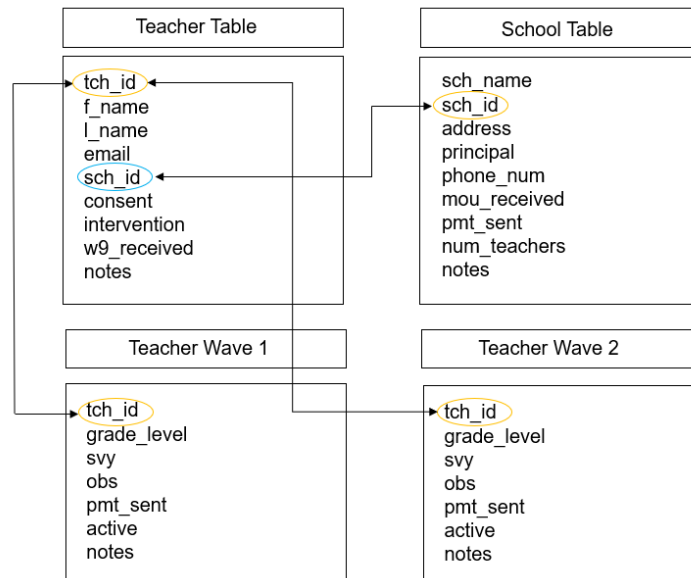 Teacher Table
tch_id
f_name
l_name
email
sch_id
consent
intervention
w9_received
notes
School Table
sch_name
sch_id
address
principal
phone_num
mou_received
pmt_sent
num_teachers
notes
Teacher Wave 1
tch_id
grade_level
svy
obs
pmt_sent
active
notes
Teacher Wave 2
tch_id
grade_level
svy
obs
pmt_sent
active
notes